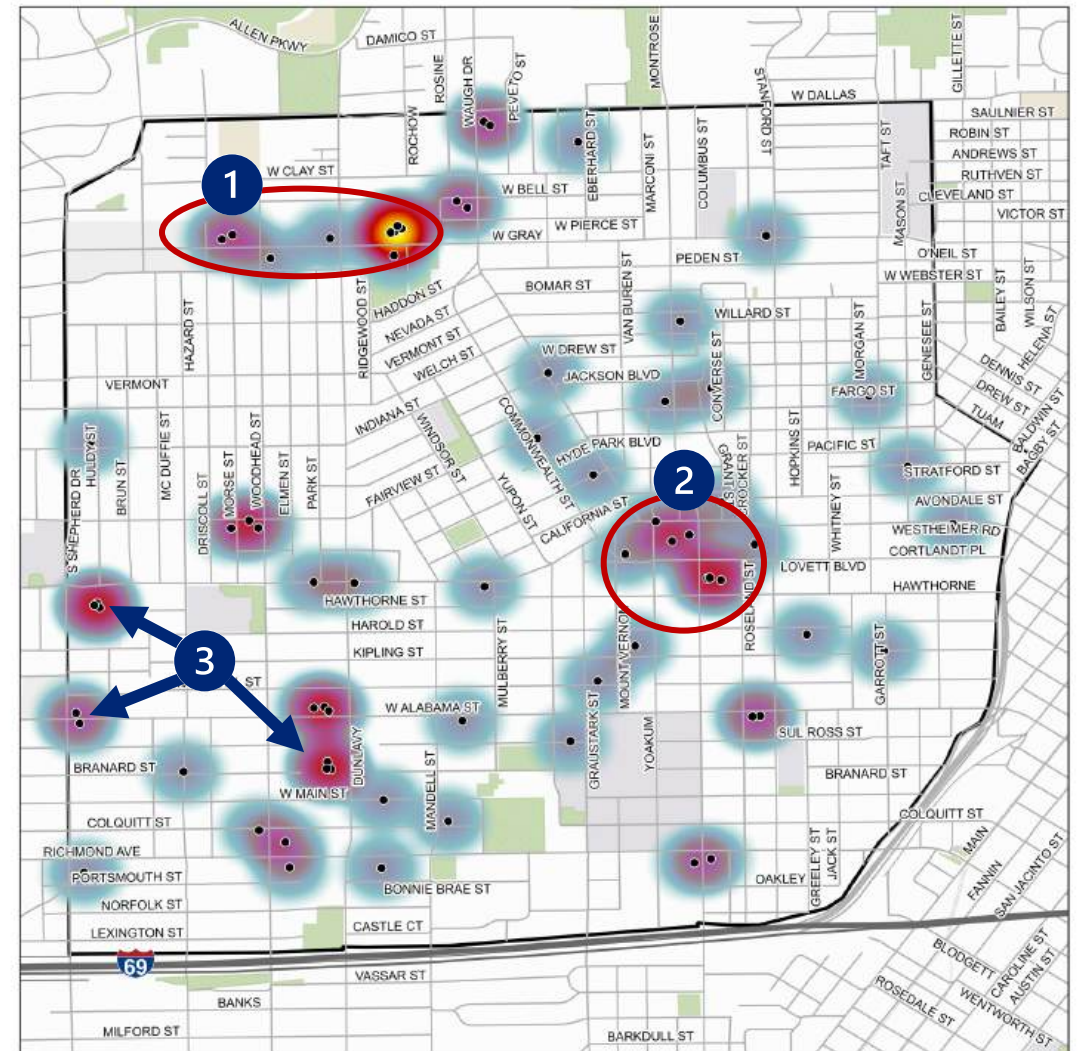 ALLEN PKWY
DAMICO ST
ROSINE
WAUGH DR
PEVETO ST
MONTROSE
STANFORD ST
GILLETTE ST
W DALLAS
SAULNIER ST
ROBIN ST
ANDREWS ST
RUTHVEN ST
CLEVELAND ST
VICTOR ST
ROCHOW
EBERHARD ST
MARCONI ST
COLUMBUS ST
TAFT ST
MASON ST
W CLAY ST
1
W BELL ST
W PIERCE ST
W GRAY
O'NEIL ST
PEDEN ST
W WEBSTER ST
BOMAR ST
VAN BUREN ST
BAILEY ST
WILSON ST
HADDON ST
NEVADA ST
VERMONT ST
WELCH ST
HAZARD ST
RIDGEWOOD ST
WILLARD ST
MORGAN ST
GENESEE ST
HELENA ST
W DREW ST
JACKSON BLVD
CONVERSE ST
DENNIS ST
DREW ST
TUAM
VERMONT
FARGO ST
BALDWIN ST
BAGBY ST
INDIANA ST
WINDSOR ST
COMMONWEALTH ST
HYDE PARK BLVD
PACIFIC ST
HOPKINS ST
GRANT ST
CROCKER ST
STRATFORD ST
HULDY ST
BRUN ST
MC DUFFIE ST
S SHEPHERD DR
DRISCOLL ST
MORSE ST
WOODHEAD ST
ELMEN ST
PARK ST
FAIRVIEW ST
YUPON ST
CALIFORNIA ST
2
WHITNEY ST
AVONDALE ST
WESTHEIMER RD
CORTLANDT PL
LOVETT BLVD
HAWTHORNE
HAWTHORNE ST
HAROLD ST
KIPLING ST
ROSELAND ST
MULBERRY ST
MOUNT VERNON
GARROTT ST
3
ST
W ALABAMA ST
SUL ROSS ST
GRAUSTARK ST
YOAKUM
DUNLAVY
BRANARD ST
BRANARD ST
W MAIN ST
MANDELL ST
COLQUITT ST
COLQUITT ST
RICHMOND AVE
PORTSMOUTH ST
BONNIE BRAE ST
OAKLEY
GREELEY ST
JACK ST
MAIN
FANNIN
SAN JACINTO ST
NORFOLK ST
LEXINGTON ST
CASTLE CT
69
VASSAR ST
BANKS
MILFORD ST
BARKDULL ST
BLODGETT
CAROLINE ST
AUSTIN ST
ROSEDALE ST
WENTWORTH ST